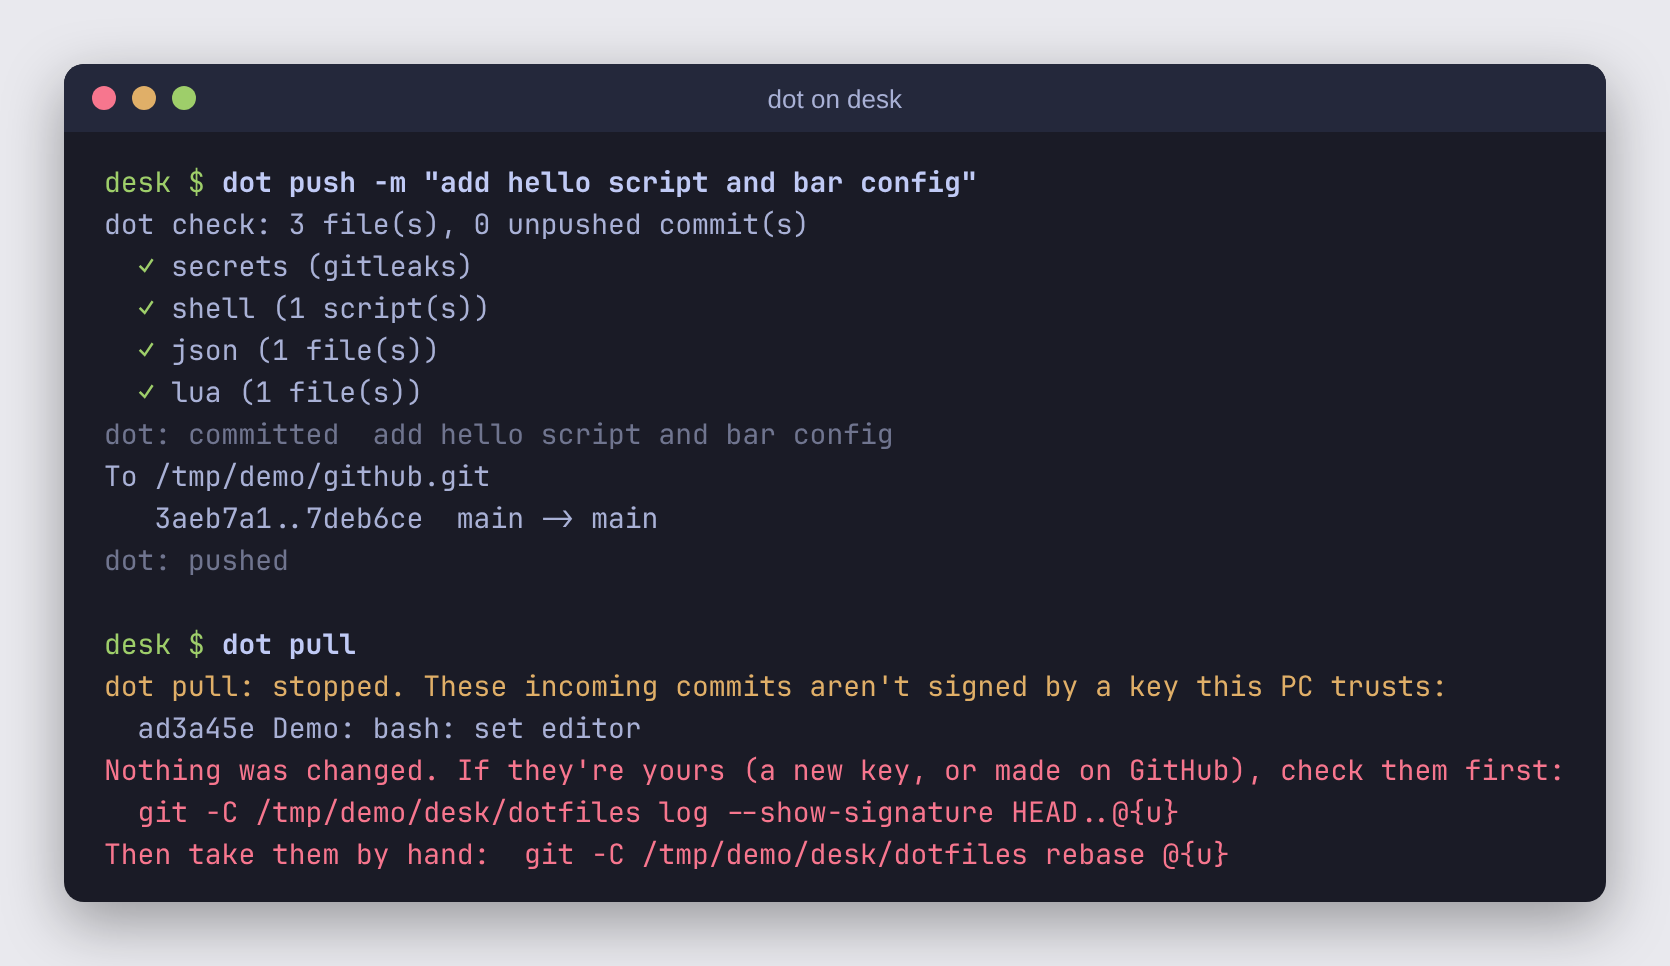 dot on desk
desk $ dot push -m "add hello script and bar config"
dot check: 3 file(s), 0 unpushed commit(s)
  ✓ secrets (gitleaks)
  ✓ shell (1 script(s))
  ✓ json (1 file(s))
  ✓ lua (1 file(s))
dot: committed  add hello script and bar config
To /tmp/demo/github.git
   3aeb7a1..7deb6ce  main -> main
dot: pushed

desk $ dot pull
dot pull: stopped. These incoming commits aren't signed by a key this PC trusts:
  ad3a45e Demo: bash: set editor
Nothing was changed. If they're yours (a new key, or made on GitHub), check them first:
  git -C /tmp/demo/desk/dotfiles log --show-signature HEAD..@{u}
Then take them by hand:  git -C /tmp/demo/desk/dotfiles rebase @{u}